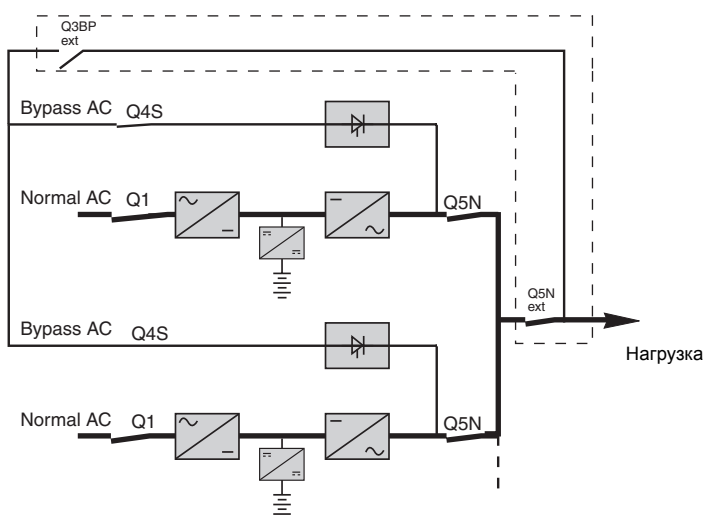 Q3BP
ext
Bypass AC Q4S
Normal AC Q1 Q5N
Q5N
ext
Bypass AC Q4S
Нагрузка
Normal AC Q1 Q5N